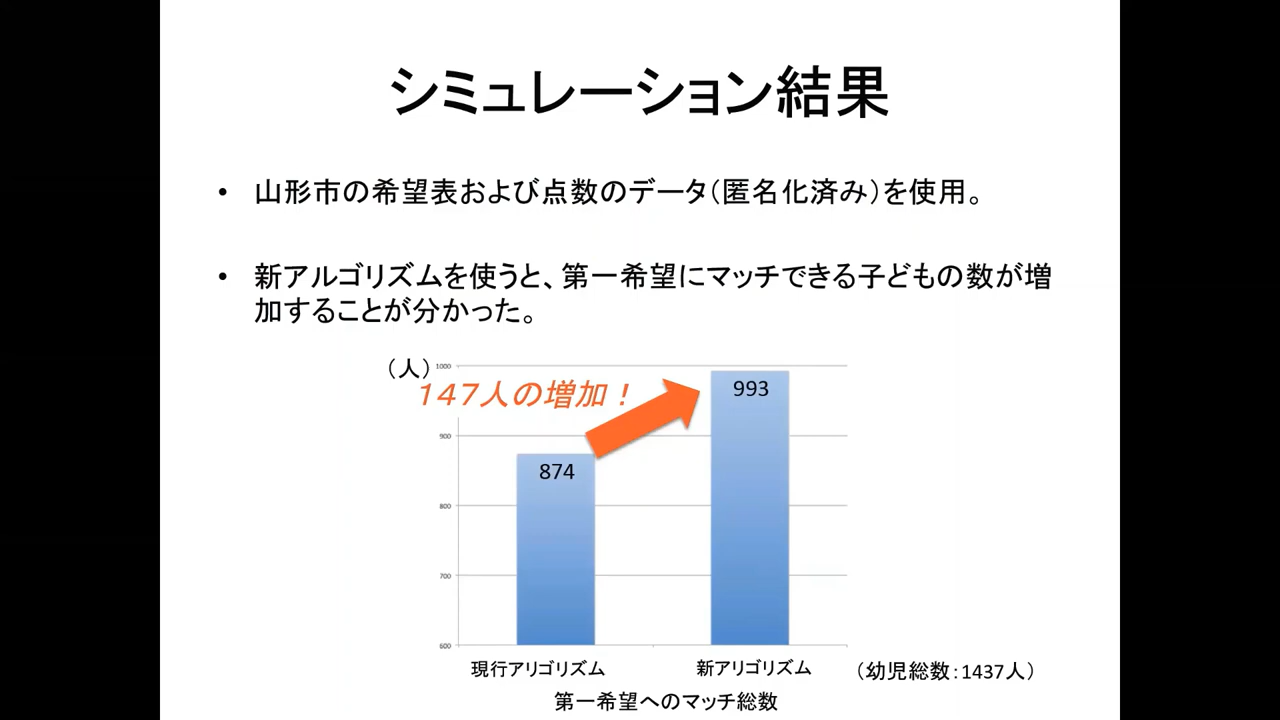 シミュレーション結果
• 山形市の希望表および点数のデータ（匿名化済み）を使用。
• 新アルゴリズムを使うと、第一希望にマッチできる子どもの数が増
加することが分かった。
（人）
1000
147人の増加！
993
900
874
800
700
600
現行アリゴリズム
新アリゴリズム
（幼児総数：1437人）
第一希望へのマッチ総数